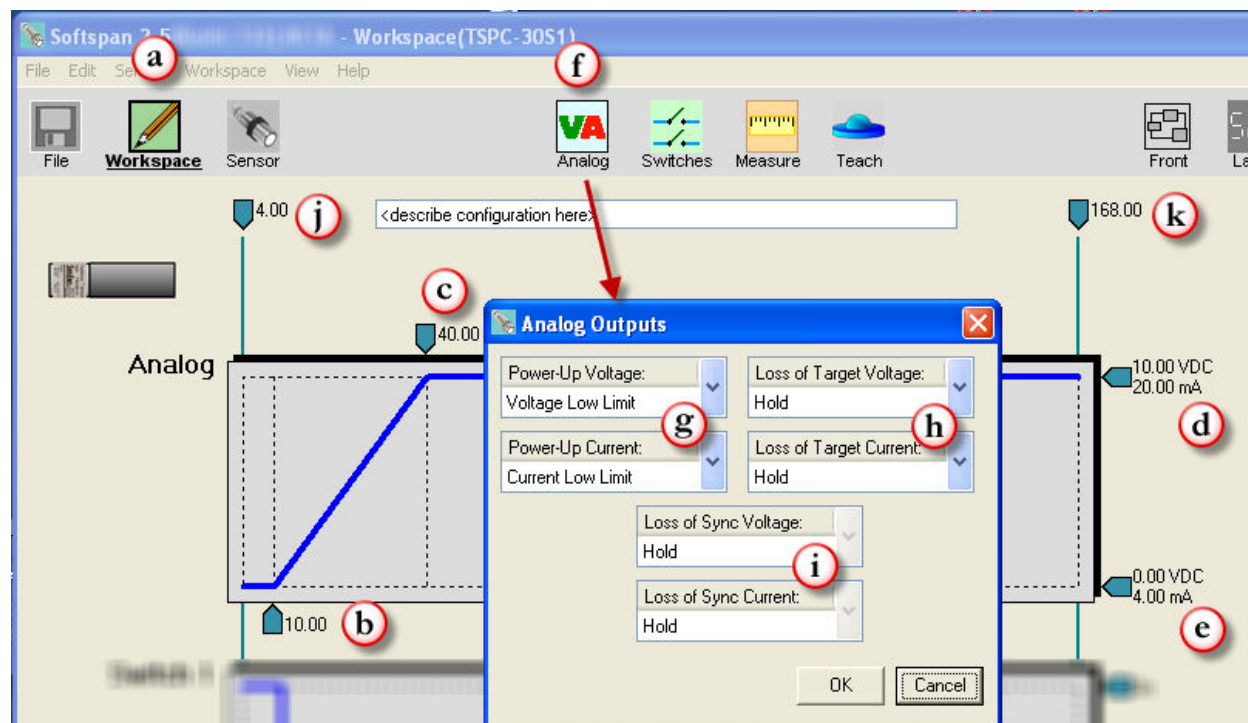 Softspan 2.5 - Workspace(TSPC-30S1)
a
File Edit Workspace View Help
f
VA
File Workspace Sensor Analog Switches Measure Teach Front
4.00 j <describe configuration here> 168.00 k
c
40.00
Analog Outputs
Analog
Power-Up Voltage: Loss of Target Voltage:
Voltage Low Limit Hold
10.00 VDC
20.00 mA
g h d
Power-Up Current: Loss of Target Current:
Current Low Limit Hold
Loss of Sync Voltage:
Hold
i
Loss of Sync Current:
Hold
0.00 VDC
4.00 mA
10.00 b e
OK Cancel